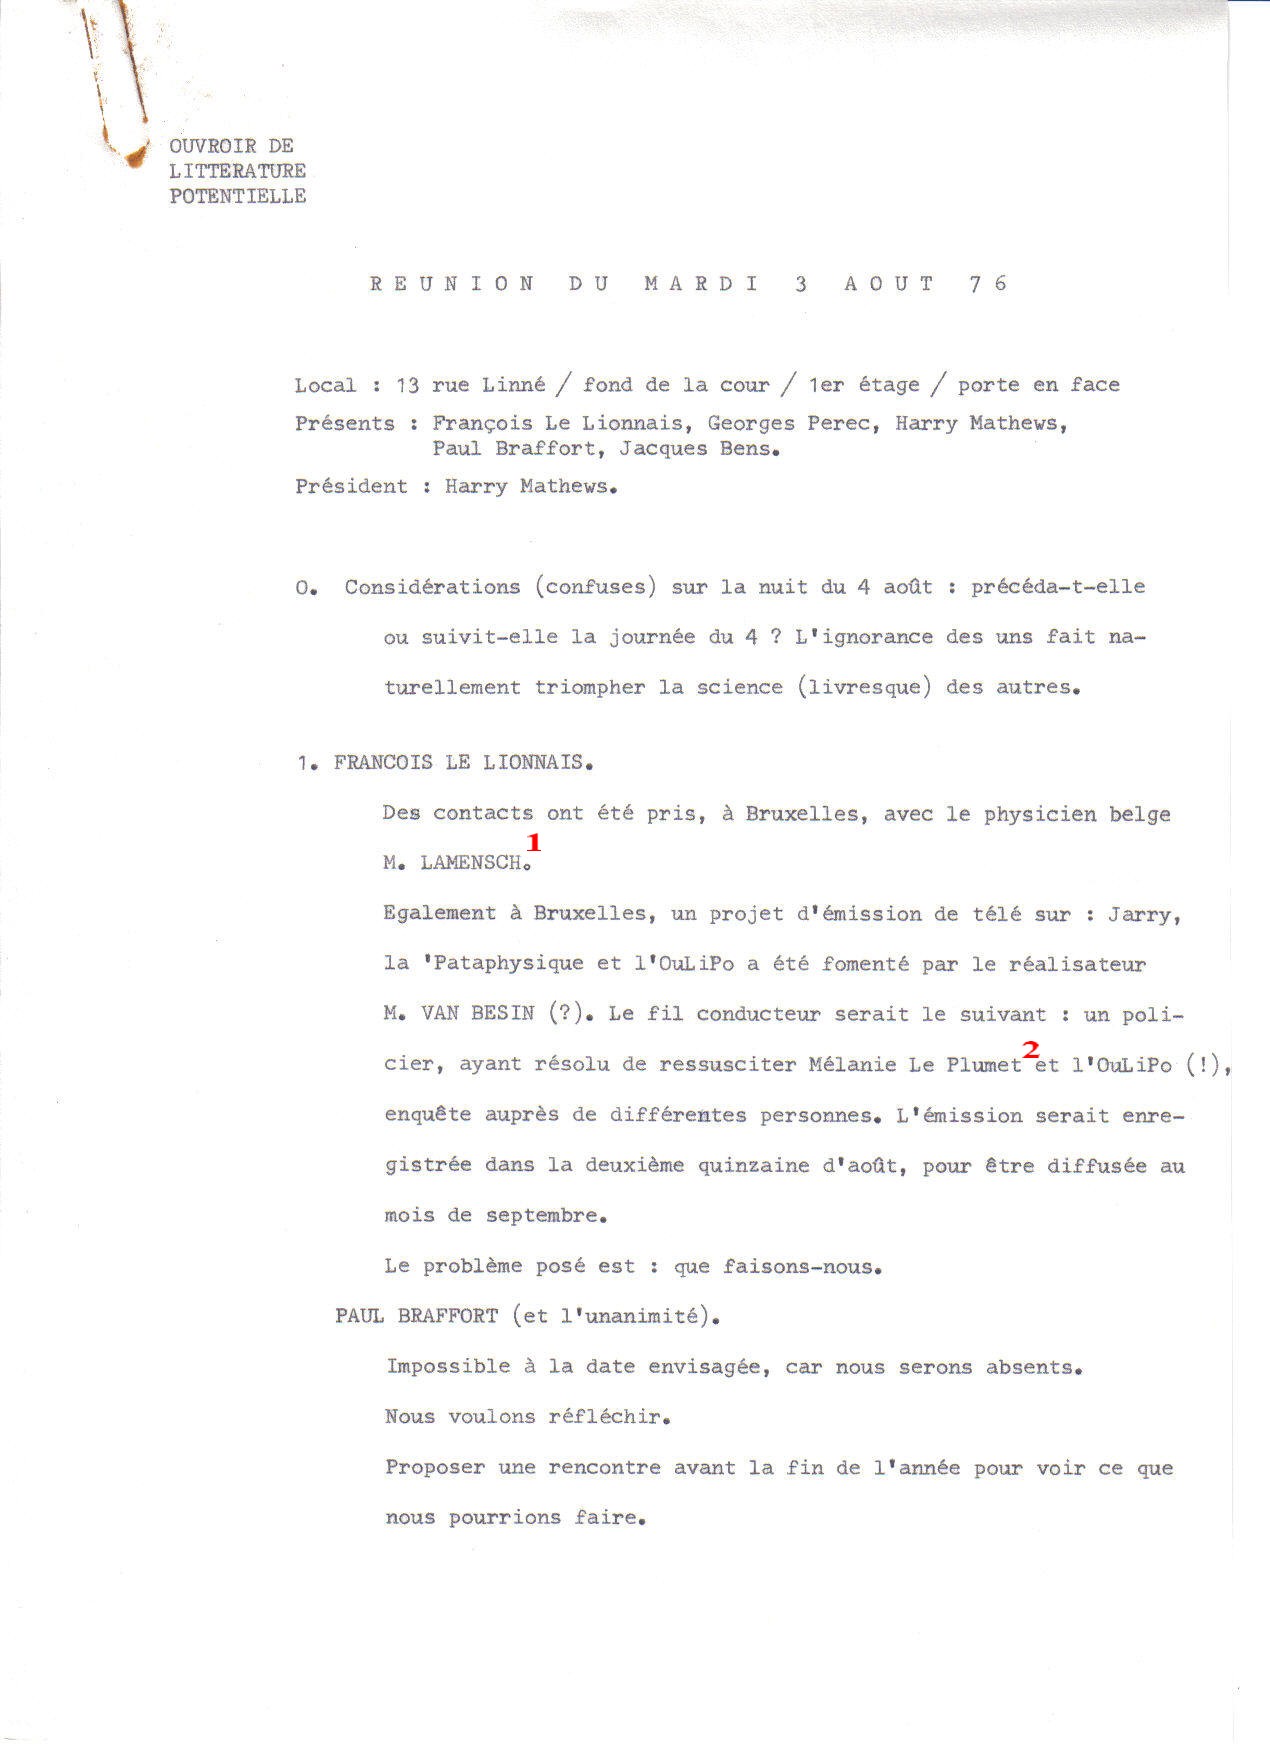 OUVROIR DE
LITTERATURE
POTENTIELLE
REUNION DU MARDI 3 AOUT 76
Local : 13 rue Linné / fond de la cour / 1er étage / porte en face
Présents : François Le Lionnais, Georges Perec, Harry Mathews,
Paul Braffort, Jacques Bens.
Président : Harry Mathews.
0. Considérations (confuses) sur la nuit du 4 août : précéda-t-elle
ou suivit-elle la journée du 4 ? L'ignorance des uns fait na-
turellement triompher la science (livresque) des autres.
1. FRANCOIS LE LIONNAIS.
Des contacts ont été pris, à Bruxelles, avec le physicien belge
M. LAMENSCH.1
Egalement à Bruxelles, un projet d'émission de télé sur : Jarry,
la 'Pataphysique et l'OuLiPo a été fomenté par le réalisateur
M. VAN BESIN (?). Le fil conducteur serait le suivant : un poli-
cier, ayant résolu de ressusciter Mélanie Le Plumet2 et l'OuLiPo (!),
enquête auprès de différentes personnes. L'émission serait enre-
gistrée dans la deuxième quinzaine d'août, pour être diffusée au
mois de septembre.
Le problème posé est : que faisons-nous.
PAUL BRAFFORT (et l'unanimité).
Impossible à la date envisagée, car nous serons absents.
Nous voulons réfléchir.
Proposer une rencontre avant la fin de l'année pour voir ce que
nous pourrions faire.